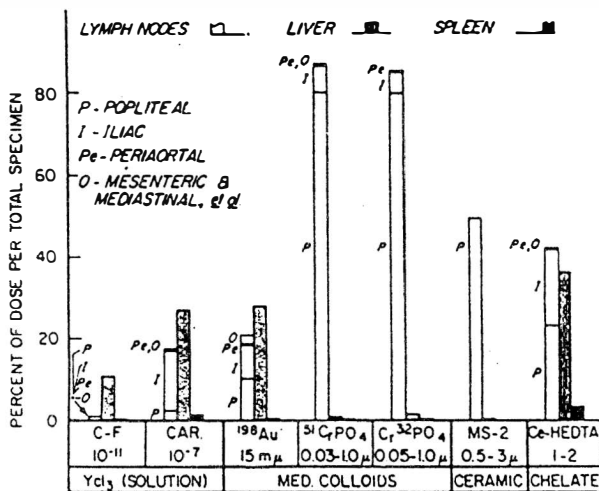 LYMPH NODES LIVER SPLEEN
P - POPLITEAL
I - ILIAC
Pe - PERIAORTAL
O - MESENTERIC &
MEDIASTINAL, et al
PERCENT OF DOSE PER TOTAL SPECIMEN
80
60
40
20
0
P
I
Pe
O
Pe,O
I
P
O
Pe
I
P
Pe,O
I
P
Pe
I
P
P
Pe,O
I
P
C-F CAR. 198Au 51CrPO4 Cr32PO4 MS-2 Ce-HEDTA
10-11 10-7 15 mμ 0.03-1.0μ 0.05-1.0μ 0.5-3μ 1-2
YCl3 (SOLUTION) MED. COLLOIDS CERAMIC CHELATE